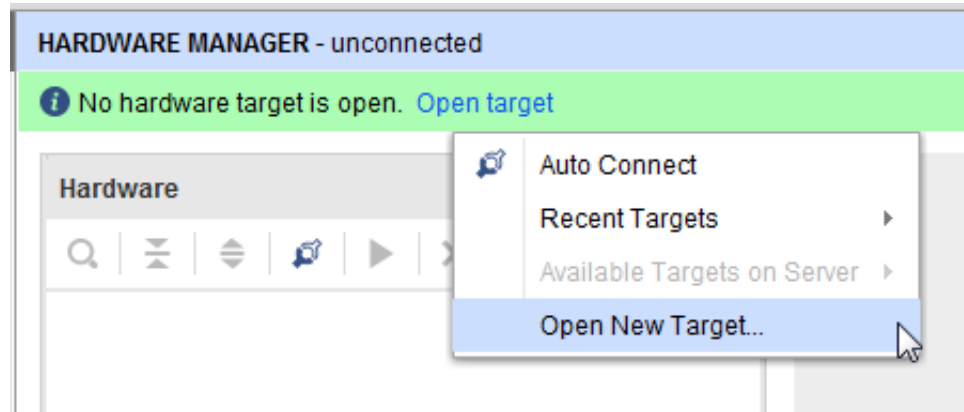 HARDWARE MANAGER - unconnected
No hardware target is open. Open target
Hardware
Auto Connect
Recent Targets
Available Targets on Server
Open New Target...